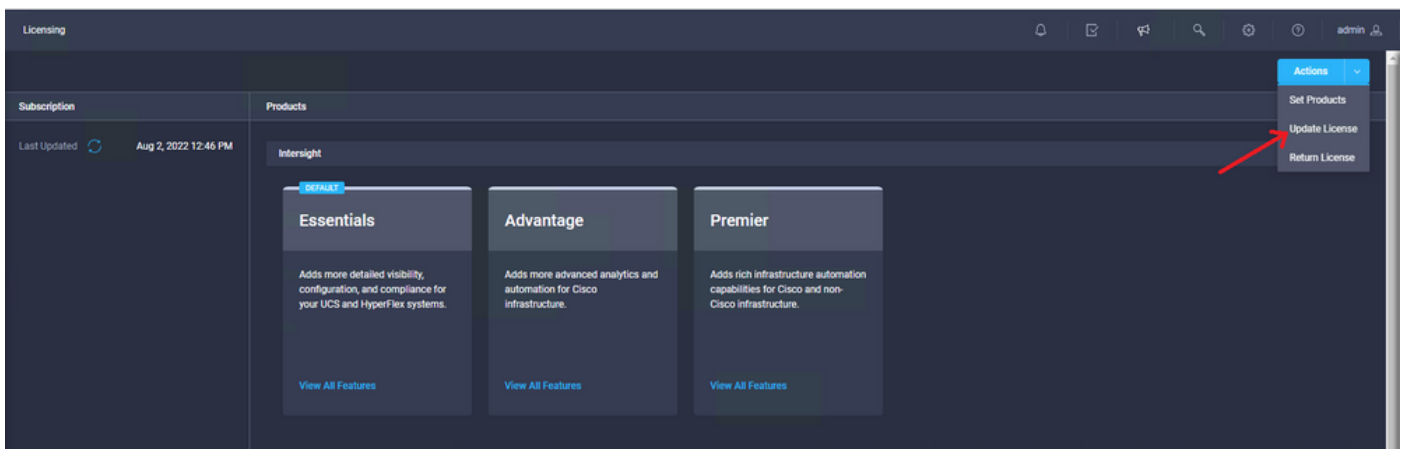 Licensing
admin
Actions
Set Products
Update License
Return License
Subscription
Products
Last Updated
Aug 2, 2022 12:46 PM
Intersight
DEFAULT
Essentials
Adds more detailed visibility,
configuration, and compliance for
your UCS and HyperFlex systems.
View All Features
Advantage
Adds more advanced analytics and
automation for Cisco
infrastructure.
View All Features
Premier
Adds rich infrastructure automation
capabilities for Cisco and non-
Cisco infrastructure.
View All Features